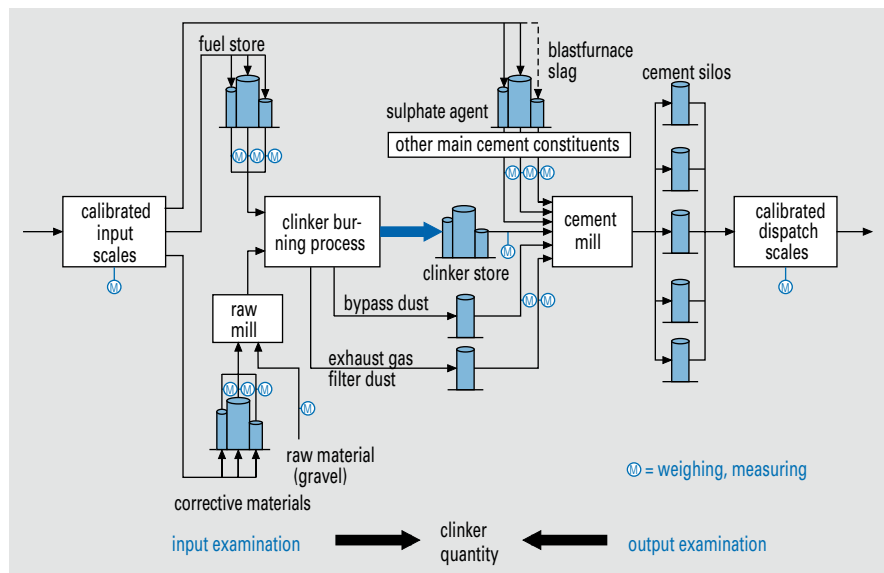 fuel store
M M M
blastfurnace
slag
cement silos
sulphate agent
other main cement constituents
M M M
calibrated
input
scales
M
clinker bur-
ning process
clinker store
M
cement
mill
calibrated
dispatch
scales
M
bypass dust
M M
raw
mill
exhaust gas
filter dust
M M M
M
raw material
(gravel)
corrective materials
M = weighing, measuring
input examination
clinker
quantity
output examination